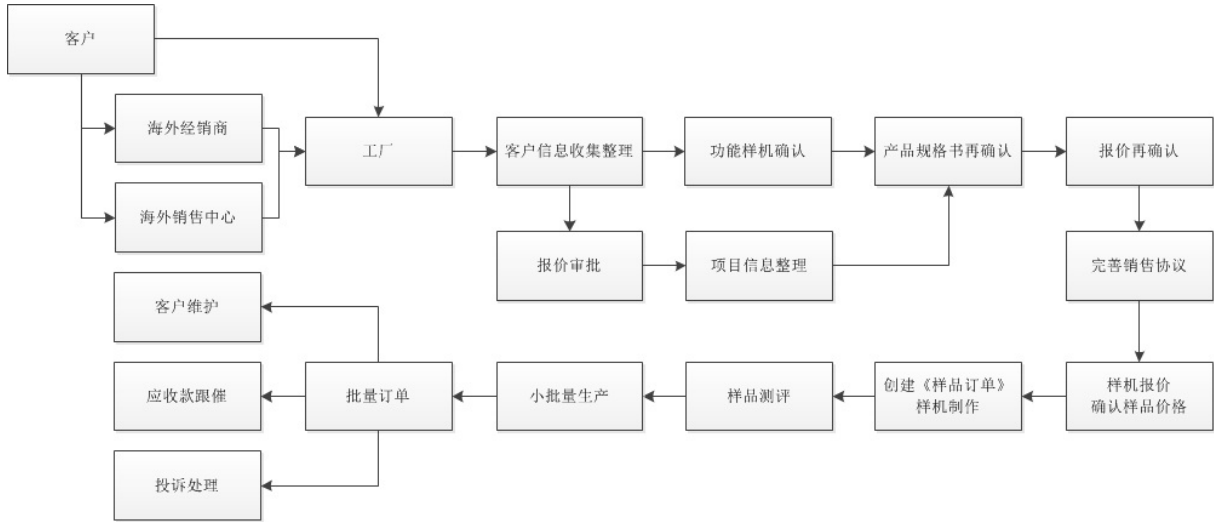 客户
海外经销商
工厂
客户信息收集整理
功能样机确认
产品规格书再确认
报价再确认
海外销售中心
报价审批
项目信息整理
完善销售协议
客户维护
应收款跟催
批量订单
小批量生产
样品测评
创建《样品订单》
样机制作
样机报价
确认样品价格
投诉处理